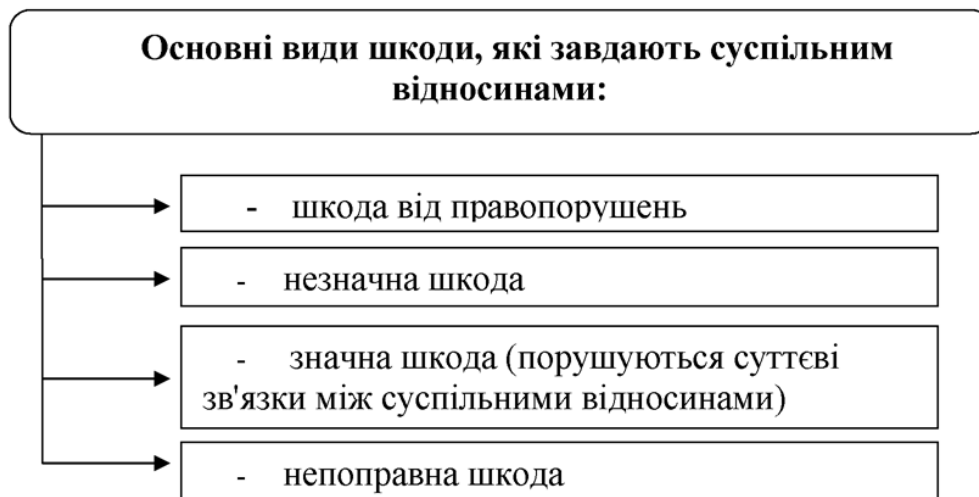 Основні види шкоди, які завдають суспільним
відносинами:
- шкода від правопорушень
- незначна шкода
- значна шкода (порушуються суттєві
зв'язки між суспільними відносинами)
- непоправна шкода